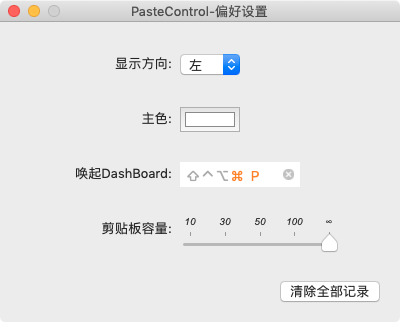 PasteControl-偏好设置
显示方向: 左
主色:
唤起DashBoard: ⇧⌃⌥⌘ P
10 30 50 100 ∞
剪贴板容量:
清除全部记录